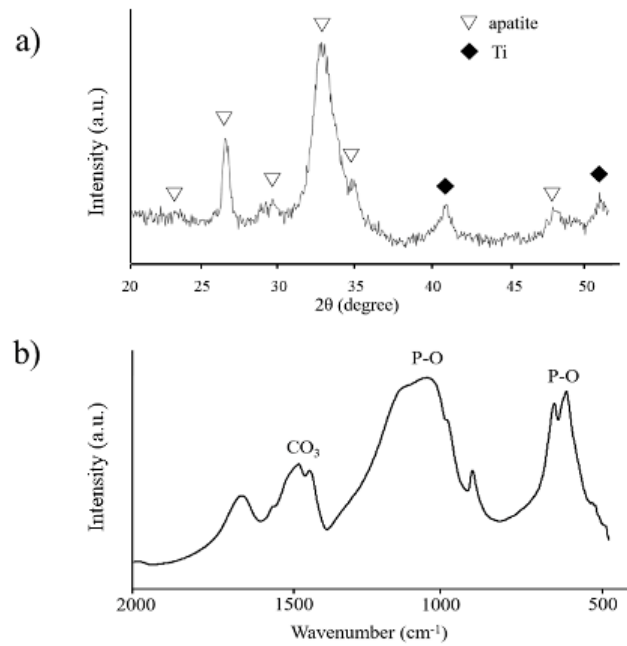 a)
apatite
Ti
Intensity (a.u.)
20 25 30 35 40 45 50
2θ (degree)
b)
P-O
P-O
CO3
Intensity (a.u.)
2000 1500 1000 500
Wavenumber (cm-1)